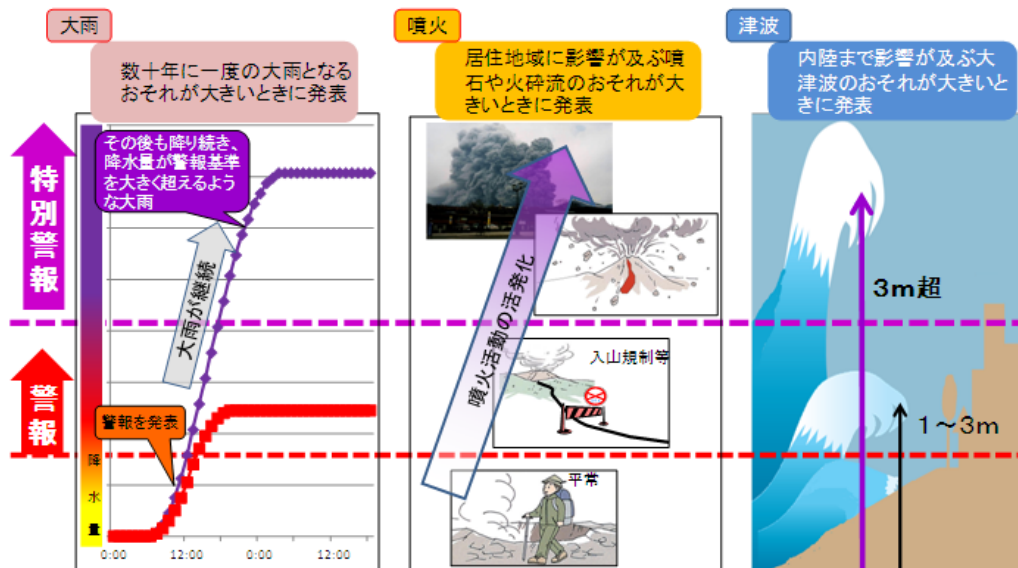 大雨
数十年に一度の大雨となる
おそれが大きいときに発表
特別警報
警報
その後も降り続き、
降水量が警報基準
を大きく超えるよう
な大雨
大雨が継続
警報を発表
降水量
0:00 12:00 0:00 12:00
噴火
居住地域に影響が及ぶ噴
石や火砕流のおそれが大
きいときに発表
噴火活動の活発化
入山規制等
平常
津波
内陸まで影響が及ぶ大
津波のおそれが大きいと
きに発表
3m超
1～3m